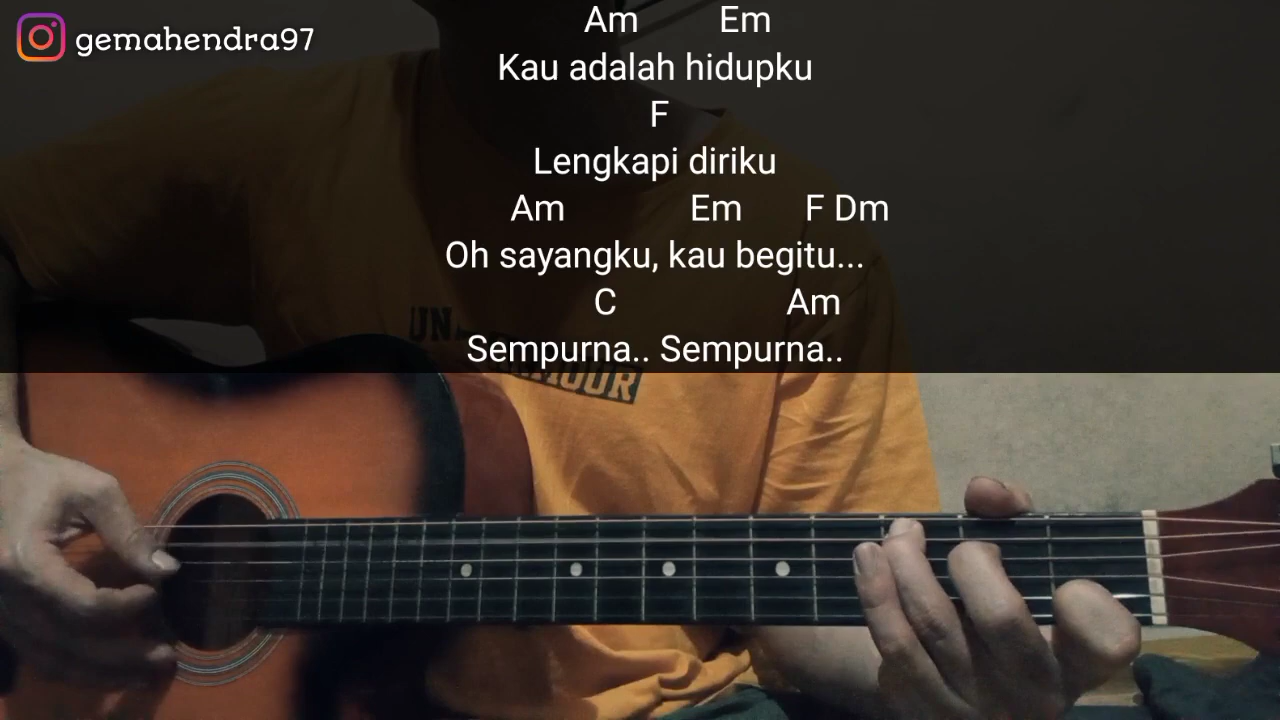 gemahendra97
Am Em
Kau adalah hidupku
F
Lengkapi diriku
Am Em F Dm
Oh sayangku, kau begitu...
C Am
Sempurna.. Sempurna..